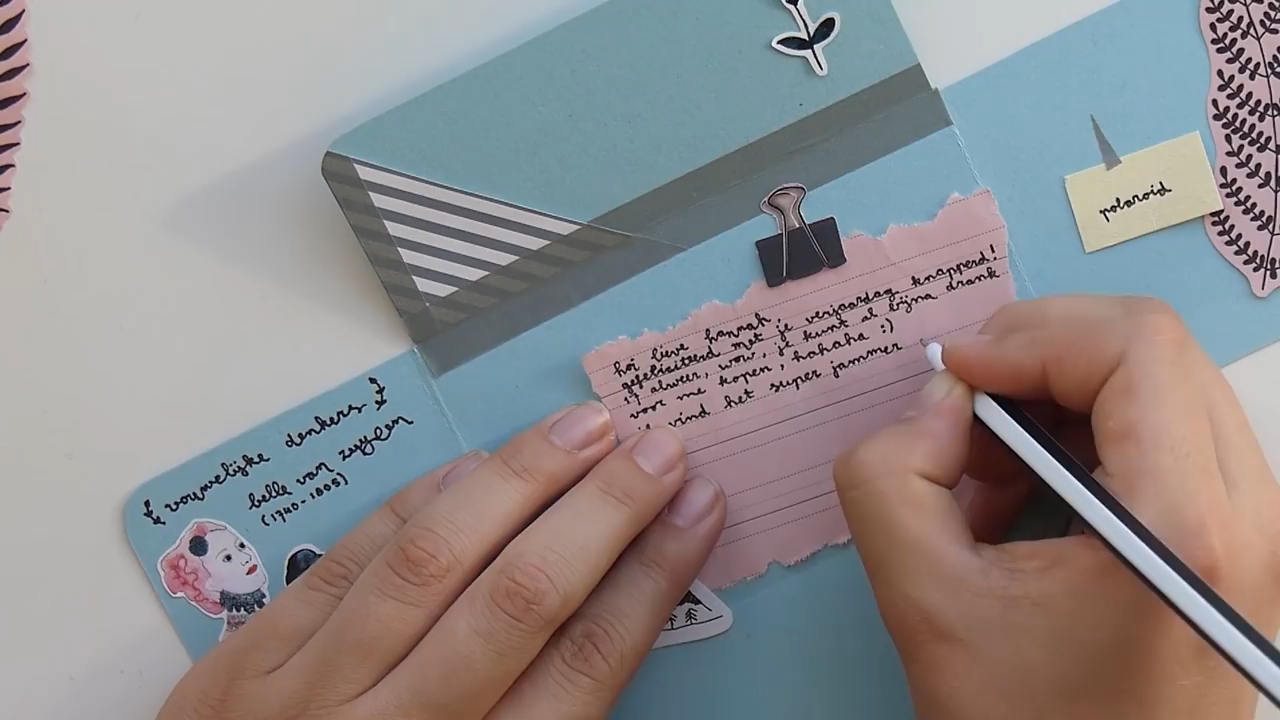 hoi lieve hannah,
gefeliciteerd met je verjaardag knapperd!
17 alweer, wow, je kunt al bijna drank
voor me kopen, hahaha :)
ik vind het super jammer
polaroid
vrouwelijke denkers
belle van zuylen
(1740-1805)